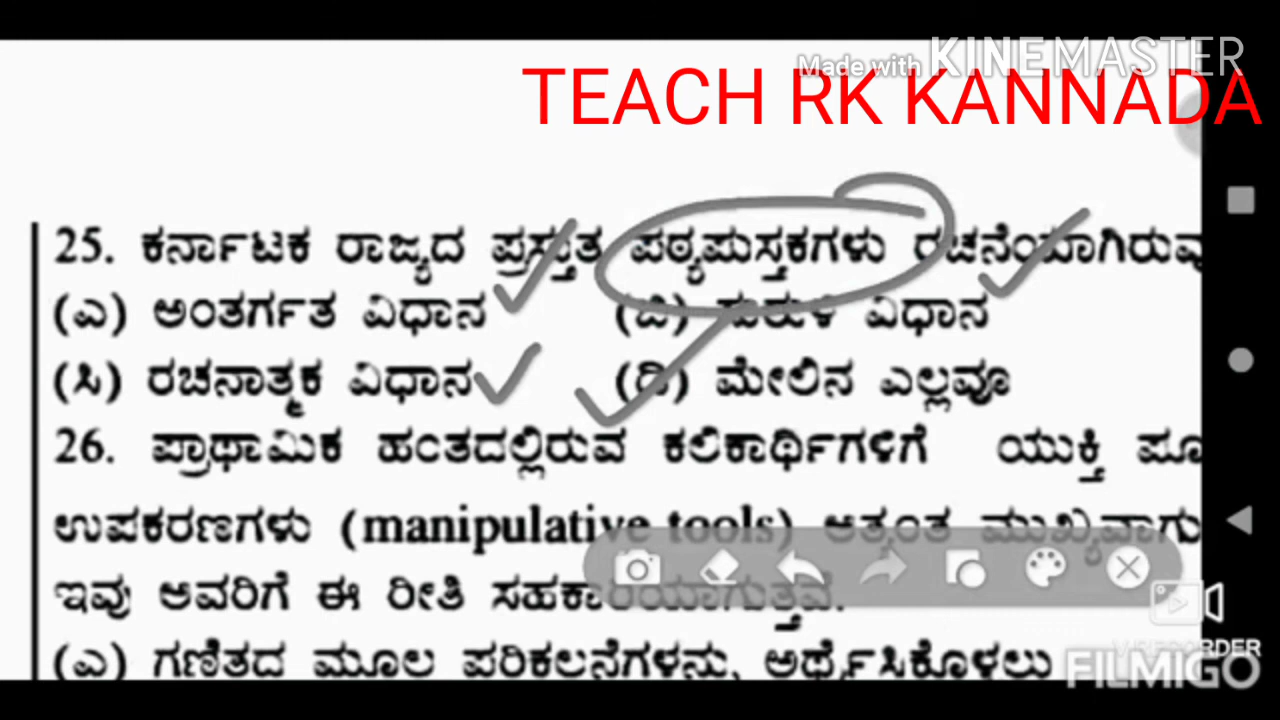 Made with KINEMASTER
TEACH RK KANNADA
25. ಕರ್ನಾಟಕ ರಾಜ್ಯದ ಪ್ರಸ್ತುತ ಪಠ್ಯಪುಸ್ತಕಗಳು ರಚನೆಯಾಗಿರುವ
(ಎ) ಅಂತರ್ಗತ ವಿಧಾನ (ಬಿ) ಸುರುಳಿ ವಿಧಾನ
(ಸಿ) ರಚನಾತ್ಮಕ ವಿಧಾನ (ಡಿ) ಮೇಲಿನ ಎಲ್ಲವೂ
26. ಪ್ರಾಥಾಮಿಕ ಹಂತದಲ್ಲಿರುವ ಕಲಿಕಾರ್ಥಿಗಳಿಗೆ ಯುಕ್ತಿ ಪೂ
ಉಪಕರಣಗಳು (manipulative tools) ಅತ್ಯಂತ ಮುಖ್ಯವಾಗು
ಇವು ಅವರಿಗೆ ಈ ರೀತಿ ಸಹಕಾರಿಯಾಗುತ್ತವೆ.
(ಎ) ಗಣಿತದ ಮೂಲ ಪರಿಕಲನೆಗಳನು, ಅರ್ಥೈಸಿಕೊಳಲು
FILMIGO